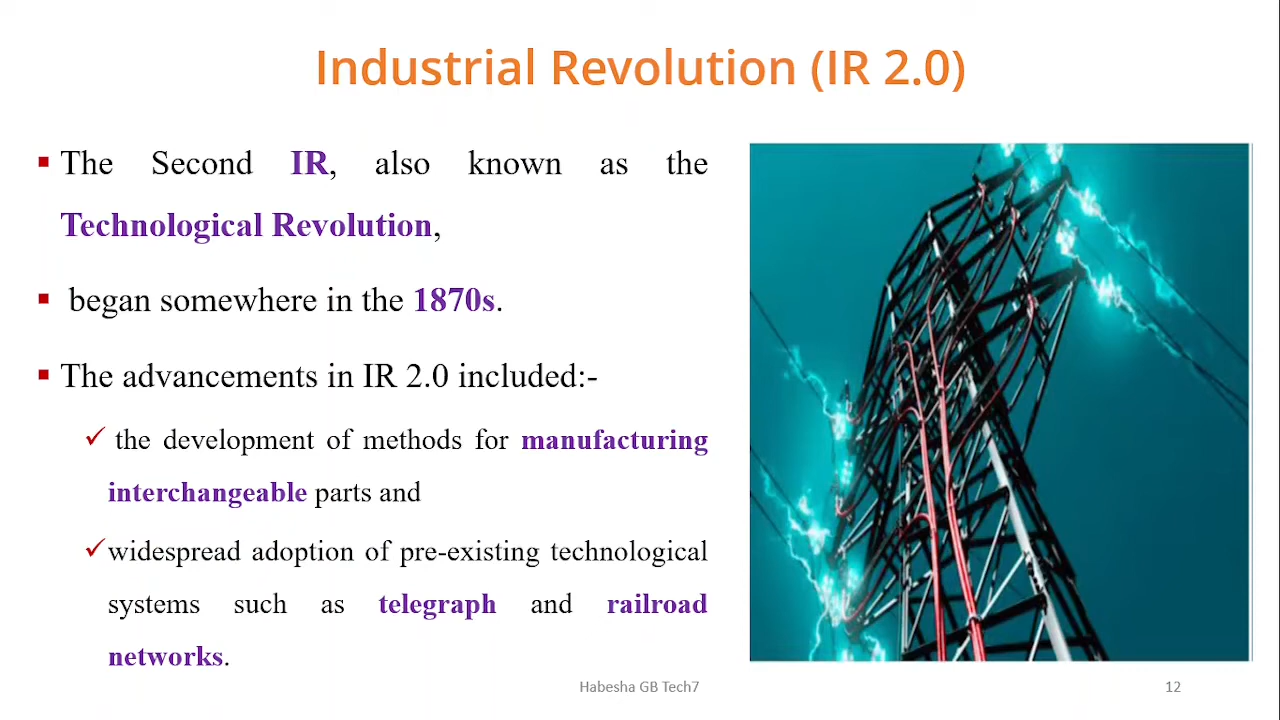 Industrial Revolution (IR 2.0)
▪ The Second IR, also known as the
Technological Revolution,
▪ began somewhere in the 1870s.
▪ The advancements in IR 2.0 included:-
✓ the development of methods for manufacturing
interchangeable parts and
✓ widespread adoption of pre-existing technological
systems such as telegraph and railroad
networks.
Habesha GB Tech7
12